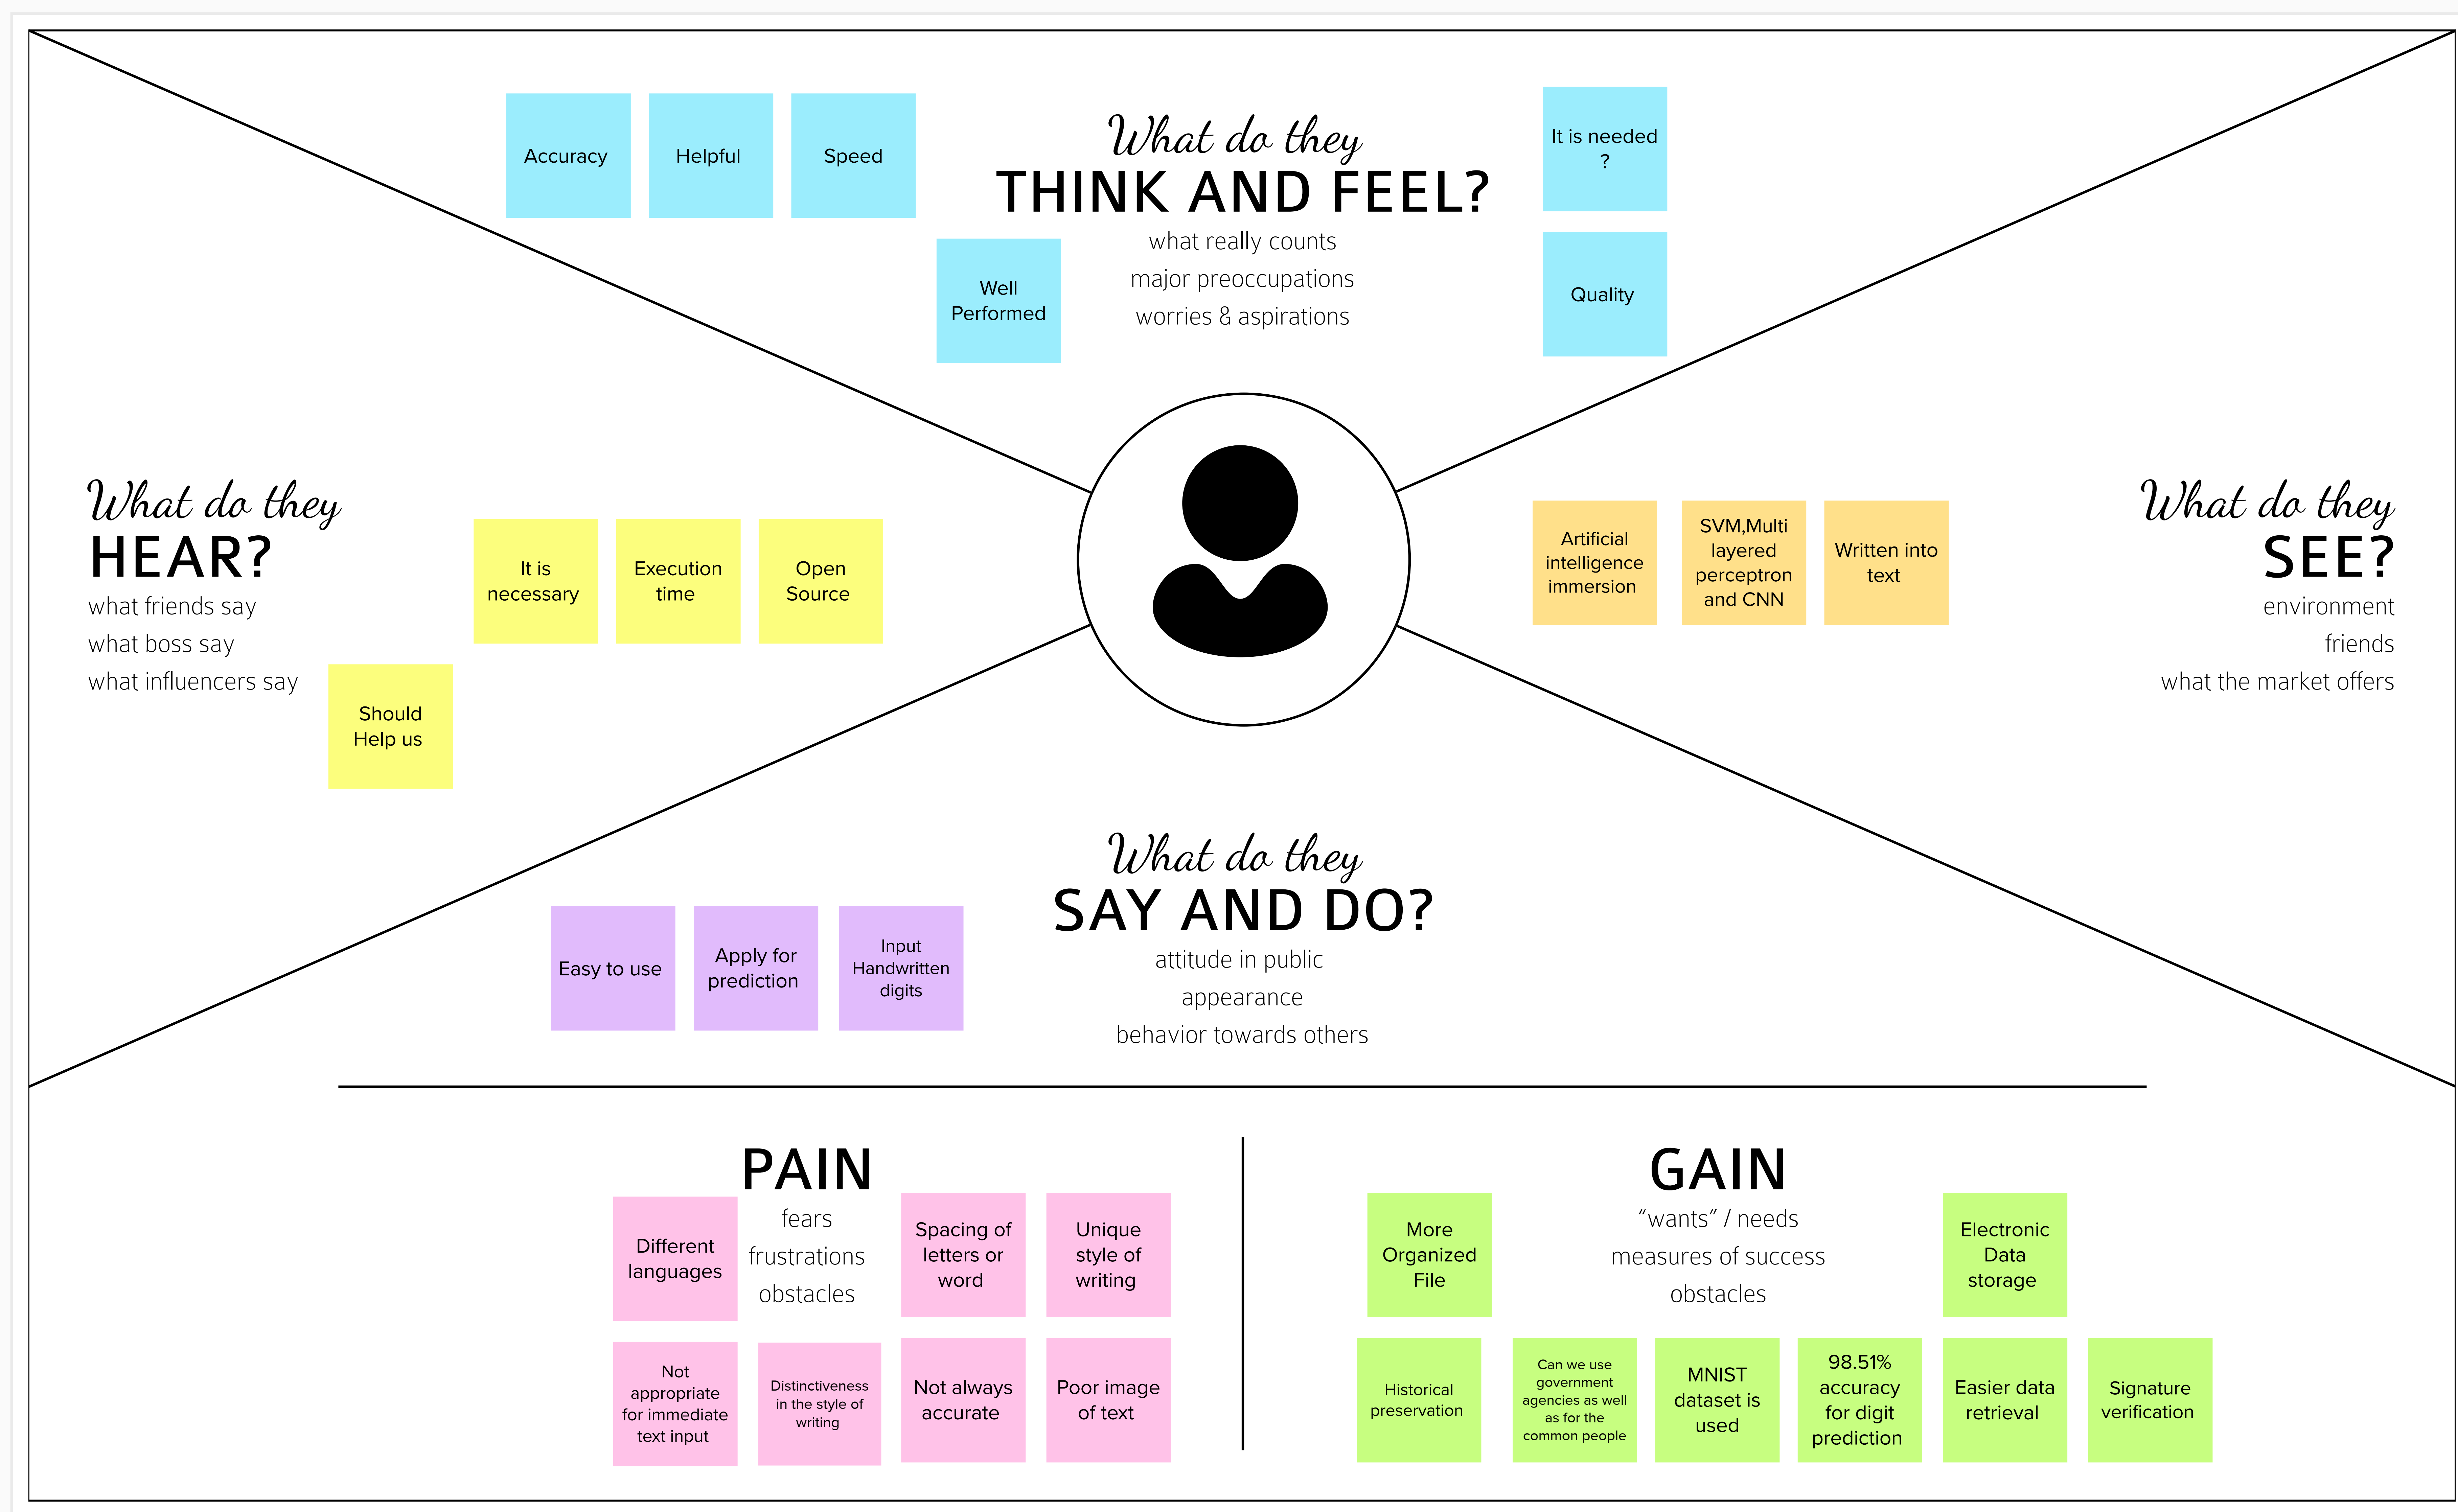 What do they
THINK AND FEEL?
what really counts
major preoccupations
worries & aspirations
Accuracy
Helpful
Speed
Well
Performed
It is needed
?
Quality
What do they
HEAR?
what friends say
what boss say
what influencers say
It is
necessary
Execution
time
Open
Source
Should
Help us
Artificial
intelligence
immersion
SVM,Multi
layered
perceptron
and CNN
Written into
text
What do they
SEE?
environment
friends
what the market offers
What do they
SAY AND DO?
attitude in public
appearance
behavior towards others
Easy to use
Apply for
prediction
Input
Handwritten
digits
PAIN
fears
frustrations
obstacles
Different
languages
Spacing of
letters or
word
Unique
style of
writing
Not
appropriate
for immediate
text input
Distinctiveness
in the style of
writing
Not always
accurate
Poor image
of text
GAIN
“wants” / needs
measures of success
obstacles
More
Organized
File
Electronic
Data
storage
Historical
preservation
Can we use
government
agencies as well
as for the
common people
MNIST
dataset is
used
98.51%
accuracy
for digit
prediction
Easier data
retrieval
Signature
verification